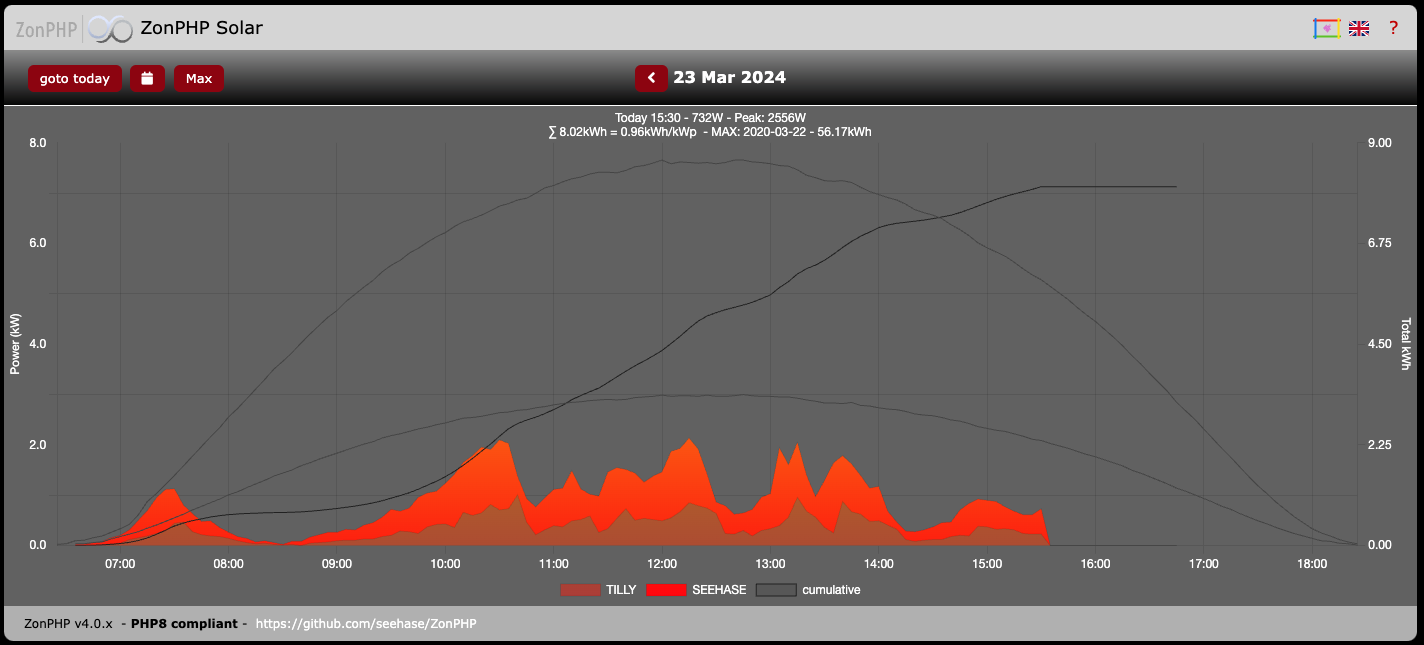 ZonPHP ZonPHP Solar ?
goto today Max 23 Mar 2024
Today 15:30 - 732W - Peak: 2556W
∑ 8.02kWh = 0.96kWh/kWp - MAX: 2020-03-22 - 56.17kWh
8.0 9.00
6.0 6.75
4.0 4.50
Power (kW)
Total kWh
2.0 2.25
0.0 0.00
07:00 08:00 09:00 10:00 11:00 12:00 13:00 14:00 15:00 16:00 17:00 18:00
TILLY SEEHASE cumulative
ZonPHP v4.0.x - PHP8 compliant - https://github.com/seehase/ZonPHP